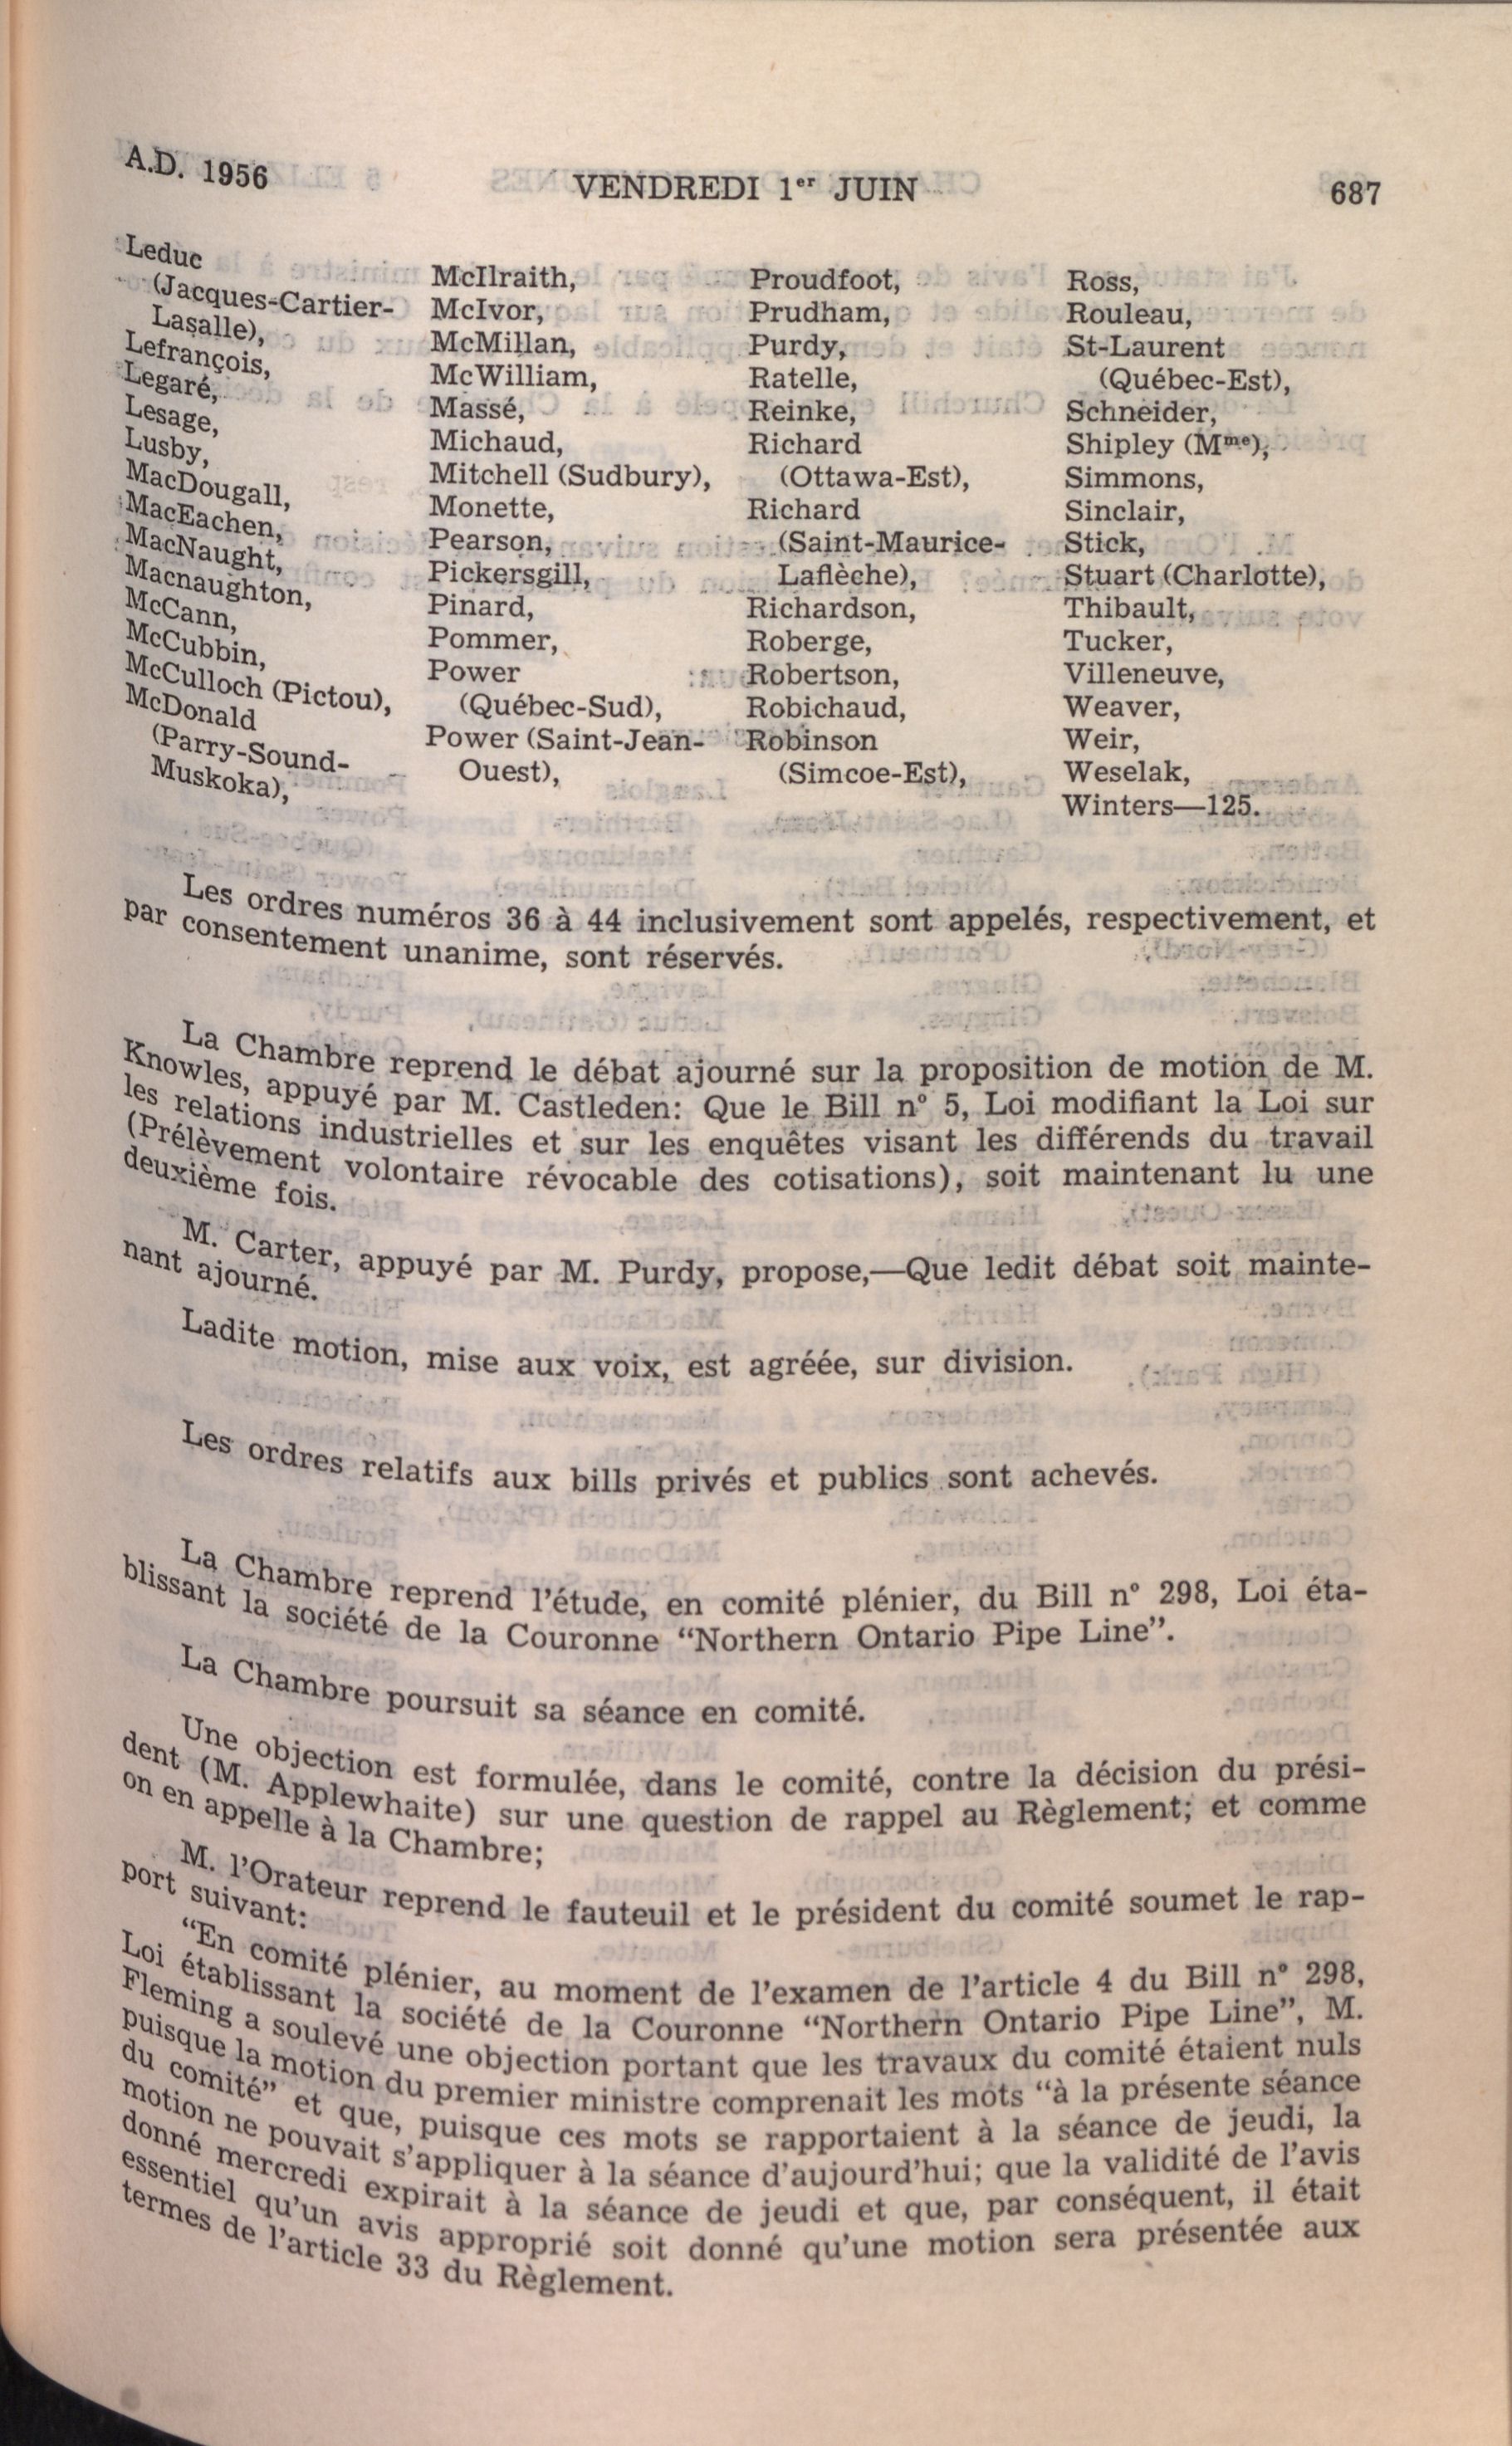 A.D. 1956 VENDREDI 1er JUIN 687
Leduc
(Jacques-Cartier-
Lasalle),
Lefrançois,
Legaré,
Lesage,
Lusby,
MacDougall,
MacEachen,
MacNaught,
Macnaughton,
McCann,
McCubbin,
McCulloch (Pictou),
McDonald
(Parry-Sound-
Muskoka),
McIlraith,
McIvor,
McMillan,
McWilliam,
Massé,
Michaud,
Mitchell (Sudbury),
Monette,
Pearson,
Pickersgill,
Pinard,
Pommer,
Power
(Québec-Sud),
Power (Saint-Jean-
Ouest),
Proudfoot,
Prudham,
Purdy,
Ratelle,
Reinke,
Richard
(Ottawa-Est),
Richard
(Saint-Maurice-
Laflèche),
Richardson,
Roberge,
Robertson,
Robichaud,
Robinson
(Simcoe-Est),
Ross,
Rouleau,
St-Laurent
(Québec-Est),
Schneider,
Shipley (Mme),
Simmons,
Sinclair,
Stick,
Stuart (Charlotte),
Thibault,
Tucker,
Villeneuve,
Weaver,
Weir,
Weselak,
Winters—125.
Les ordres numéros 36 à 44 inclusivement sont appelés, respectivement, et
par consentement unanime, sont réservés.
La Chambre reprend le débat ajourné sur la proposition de motion de M.
Knowles, appuyé par M. Castleden: Que le Bill n° 5, Loi modifiant la Loi sur
les relations industrielles et sur les enquêtes visant les différends du travail
(Prélèvement volontaire révocable des cotisations), soit maintenant lu une
deuxième fois.
M. Carter, appuyé par M. Purdy, propose,—Que ledit débat soit mainte-
nant ajourné.
Ladite motion, mise aux voix, est agréée, sur division.
Les ordres relatifs aux bills privés et publics sont achevés.
La Chambre reprend l'étude, en comité plénier, du Bill n° 298, Loi éta-
blissant la société de la Couronne “Northern Ontario Pipe Line”.
La Chambre poursuit sa séance en comité.
Une objection est formulée, dans le comité, contre la décision du prési-
dent (M. Applewhaite) sur une question de rappel au Règlement; et comme
on en appelle à la Chambre;
M. l'Orateur reprend le fauteuil et le président du comité soumet le rap-
port suivant:
“En comité plénier, au moment de l'examen de l'article 4 du Bill n° 298,
Loi établissant la société de la Couronne “Northern Ontario Pipe Line”, M.
Fleming a soulevé une objection portant que les travaux du comité étaient nuls
puisque la motion du premier ministre comprenait les mots “à la présente séance
du comité” et que, puisque ces mots se rapportaient à la séance de jeudi, la
motion ne pouvait s'appliquer à la séance d'aujourd'hui; que la validité de l'avis
donné mercredi expirait à la séance de jeudi et que, par conséquent, il était
essentiel qu'un avis approprié soit donné qu'une motion sera présentée aux
termes de l'article 33 du Règlement.